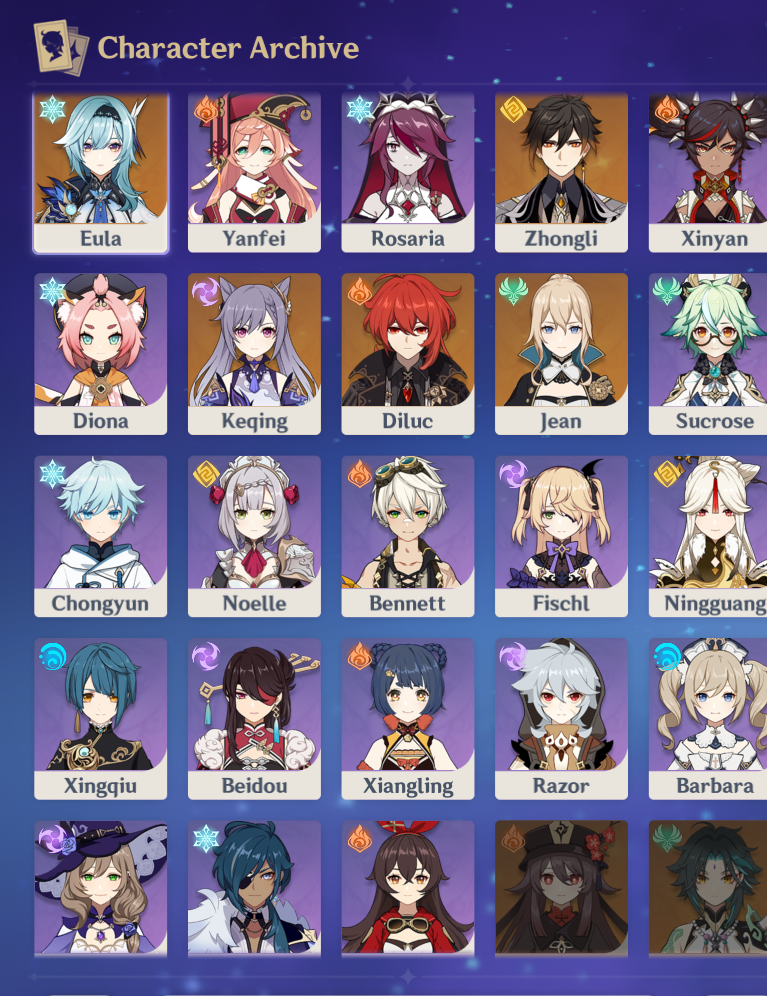 Character Archive
Eula
Yanfei
Rosaria
Zhongli
Xinyan
Diona
Keqing
Diluc
Jean
Sucrose
Chongyun
Noelle
Bennett
Fischl
Ningguang
Xingqiu
Beidou
Xiangling
Razor
Barbara